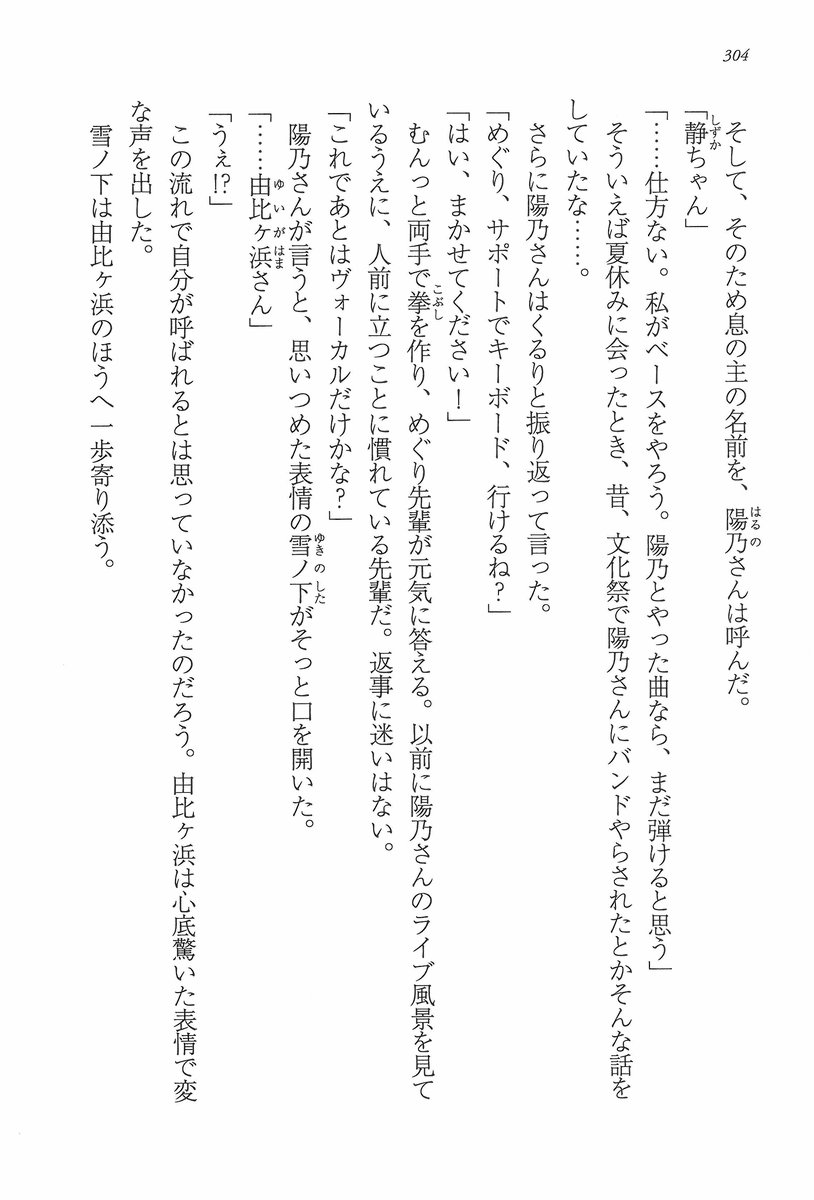 304
そして、そのため息の主の名前を、陽乃さんは呼んだ。
「静ちゃん」
「……仕方ない。私がベースをやろう。陽乃とやった曲なら、まだ弾けると思う」
そういえば夏休みに会ったとき、昔、文化祭で陽乃さんにバンドやらされたとかそんな話を
していたな……。
さらに陽乃さんはくるりと振り返って言った。
「めぐり、サポートでキーボード、行けるね？」
「はい、まかせてください！」
むんっと両手で拳を作り、めぐり先輩が元気に答える。以前に陽乃さんのライブ風景を見て
いるうえに、人前に立つことに慣れている先輩だ。返事に迷いはない。
「これであとはヴォーカルだけかな？」
陽乃さんが言うと、思いつめた表情の雪ノ下がそっと口を開いた。
「……由比ヶ浜さん」
「うぇ!?」
この流れで自分が呼ばれるとは思っていなかったのだろう。由比ヶ浜は心底驚いた表情で変
な声を出した。
雪ノ下は由比ヶ浜のほうへ一歩寄り添う。